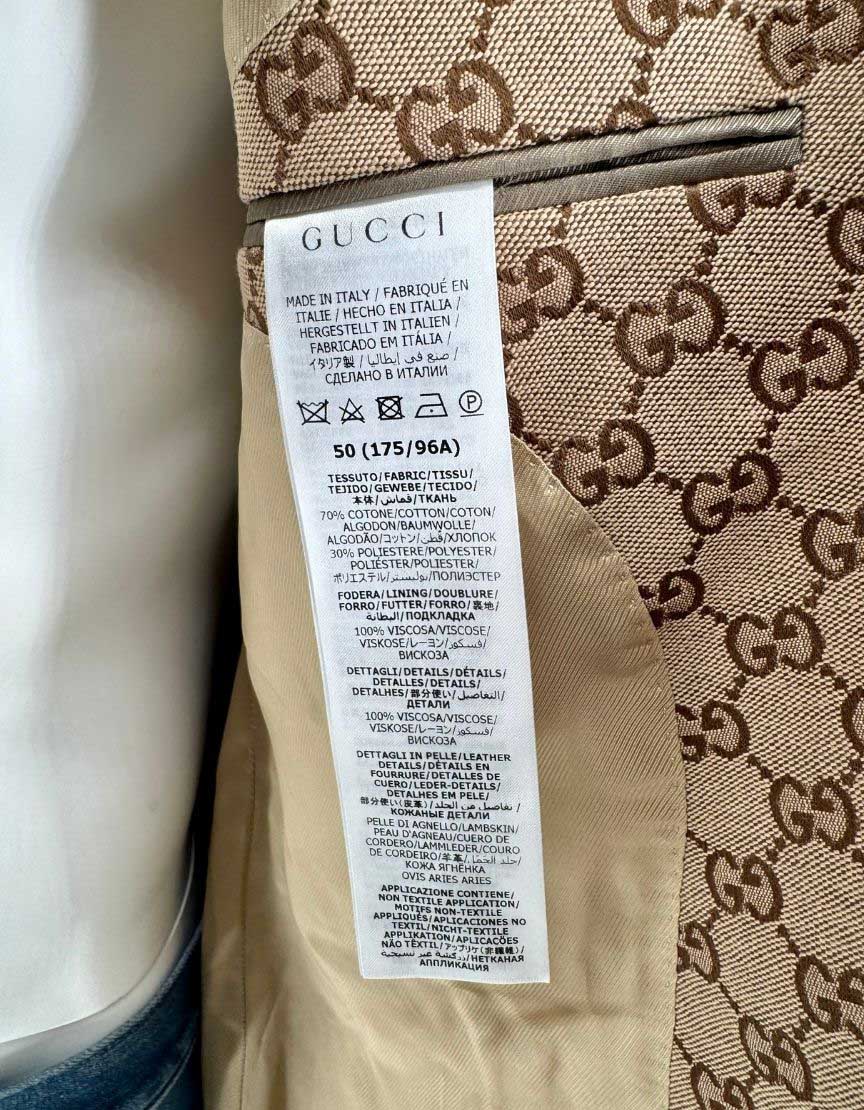 GUCCI
MADE IN ITALY / FABRIQUÉ EN
ITALIE / HECHO EN ITALIA /
HERGESTELLT IN ITALIEN /
FABRICADO EM ITÁLIA /
イタリア製 / صنع في إيطاليا /
СДЕЛАНО В ИТАЛИИ
50 (175/96A)
TESSUTO/FABRIC/TISSU/
TEJIDO/GEWEBE/TECIDO/
本体/قماش/ТКАНЬ
70% COTONE/COTTON/COTON/
ALGODON/BAUMWOLLE/
ALGODÃO/コットン/قطن/ХЛОПОК
30% POLIESTERE/POLYESTER/
POLIÉSTER/POLIESTER/
ポリエステル/بوليستر/ПОЛИЭСТЕР
FODERA/LINING/DOUBLURE/
FORRO/FUTTER/FORRO/裏地/
البطانة/ПОДКЛАДКА
100% VISCOSA/VISCOSE/
VISKOSE/レーヨン/فسكوز/
ВИСКОЗА
DETTAGLI/DETAILS/DÉTAILS/
DETALLES/DETAILS/
DETALHES/部分使い/التفاصيل/
ДЕТАЛИ
100% VISCOSA/VISCOSE/
VISKOSE/レーヨン/فسكوز/
ВИСКОЗА
DETTAGLI IN PELLE/LEATHER
DETAILS/DÉTAILS EN
FOURRURE/DETALLES DE
CUERO/LEDER-DETAILS/
DETALHES EM PELE/
部分使い(皮革)/تفاصيل من الجلد/
КОЖАНЫЕ ДЕТАЛИ
PELLE DI AGNELLO/LAMBSKIN/
PEAU D'AGNEAU/CUERO DE
CORDERO/LAMMLEDER/COURO
DE CORDEIRO/羊革/جلد الحمل/
КОЖА ЯГНЁНКА
OVIS ARIES ARIES
APPLICAZIONE CONTIENE/
NON TEXTILE APPLICATION/
MOTIFS NON-TEXTILE
APPLIQUÉS/APLICACIONES NO
TEXTIL/NICHT-TEXTILE
APPLIKATION/APLICAÇÕES
NÃO TÊXTIL/アップリケ(非繊維)/
زركشة غير نسيجية/НЕТКАНАЯ
АППЛИКАЦИЯ